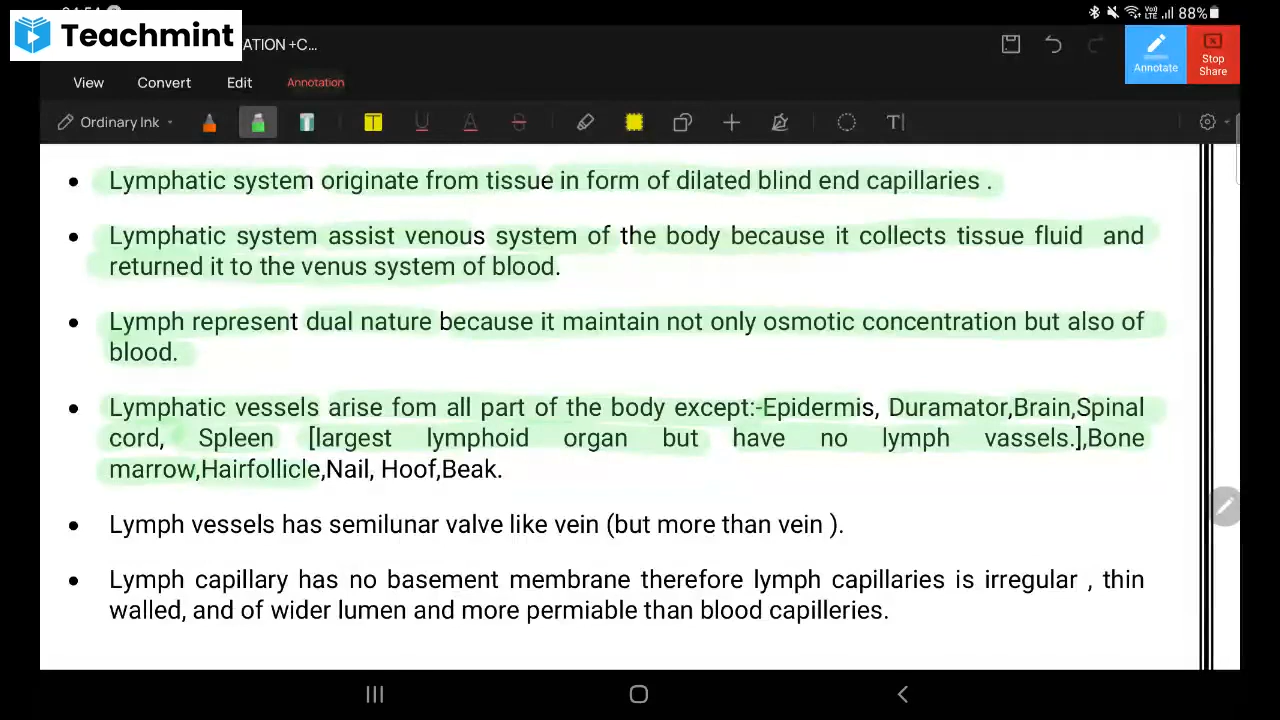 Vo)
LTE 88%
Teachmint
ATION +C...
Annotate
Stop
Share
View Convert Edit Annotation
Ordinary Ink T U A S T|
• Lymphatic system originate from tissue in form of dilated blind end capillaries .
• Lymphatic system assist venous system of the body because it collects tissue fluid and
returned it to the venus system of blood.
• Lymph represent dual nature because it maintain not only osmotic concentration but also of
blood.
• Lymphatic vessels arise fom all part of the body except:-Epidermis, Duramator,Brain,Spinal
cord, Spleen [largest lymphoid organ but have no lymph vassels.],Bone
marrow,Hairfollicle,Nail, Hoof,Beak.
• Lymph vessels has semilunar valve like vein (but more than vein ).
• Lymph capillary has no basement membrane therefore lymph capillaries is irregular , thin
walled, and of wider lumen and more permiable than blood capilleries.